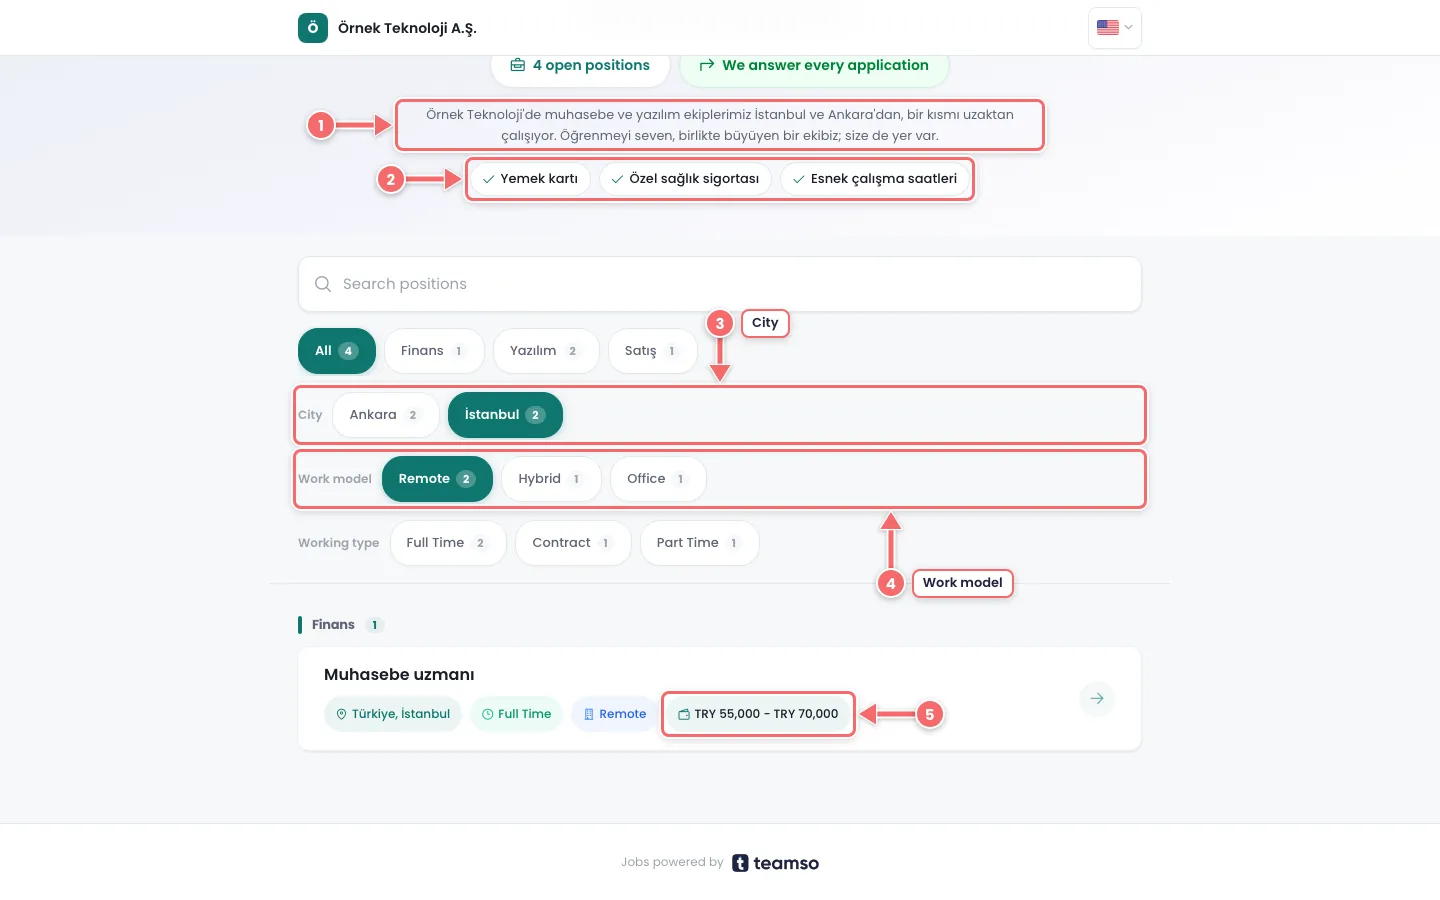 Ö Örnek Teknoloji A.Ş.
4 open positions We answer every application
1 Örnek Teknoloji'de muhasebe ve yazılım ekiplerimiz İstanbul ve Ankara'dan, bir kısmı uzaktan
çalışıyor. Öğrenmeyi seven, birlikte büyüyen bir ekibiz; size de yer var.
2 Yemek kartı Özel sağlık sigortası Esnek çalışma saatleri
Search positions
3 City
All 4 Finans 1 Yazılım 2 Satış 1
City Ankara 2 İstanbul 2
Work model Remote 2 Hybrid 1 Office 1
Working type Full Time 2 Contract 1 Part Time 1
4 Work model
Finans 1
Muhasebe uzmanı
Türkiye, İstanbul Full Time Remote TRY 55,000 - TRY 70,000 5
Jobs powered by t teamso